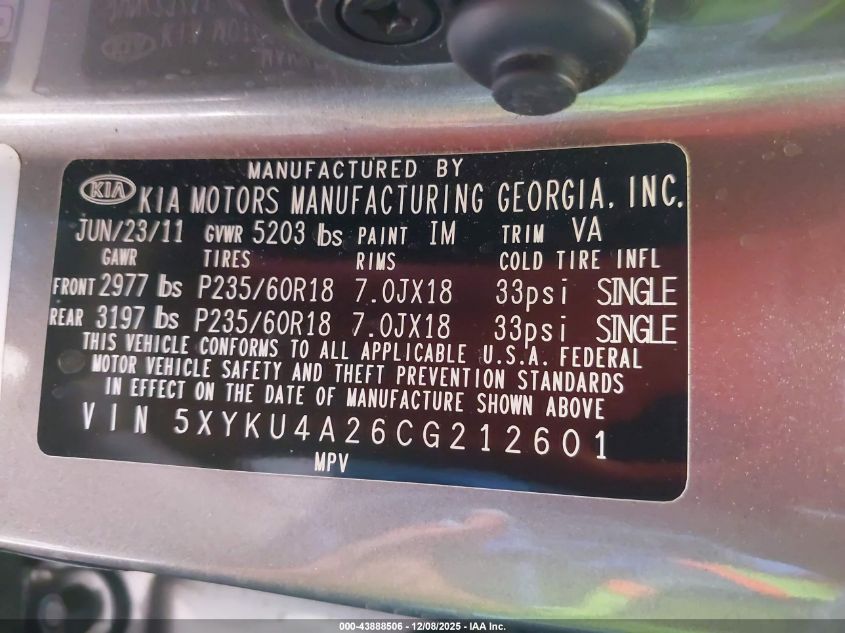 MANUFACTURED BY
KIA KIA MOTORS MANUFACTURING GEORGIA, INC.
JUN/23/11 GVWR 5203 lbs PAINT IM TRIM VA
GAWR TIRES RIMS COLD TIRE INFL
FRONT 2977 lbs P235/60R18 7.0JX18 33psi SINGLE
REAR 3197 lbs P235/60R18 7.0JX18 33psi SINGLE
THIS VEHICLE CONFORMS TO ALL APPLICABLE U.S.A. FEDERAL
MOTOR VEHICLE SAFETY AND THEFT PREVENTION STANDARDS
IN EFFECT ON THE DATE OF MANUFACTURE SHOWN ABOVE
VIN 5XYKU4A26CG212601
MPV
000-43888506 - 12/08/2025 - IAA Inc.